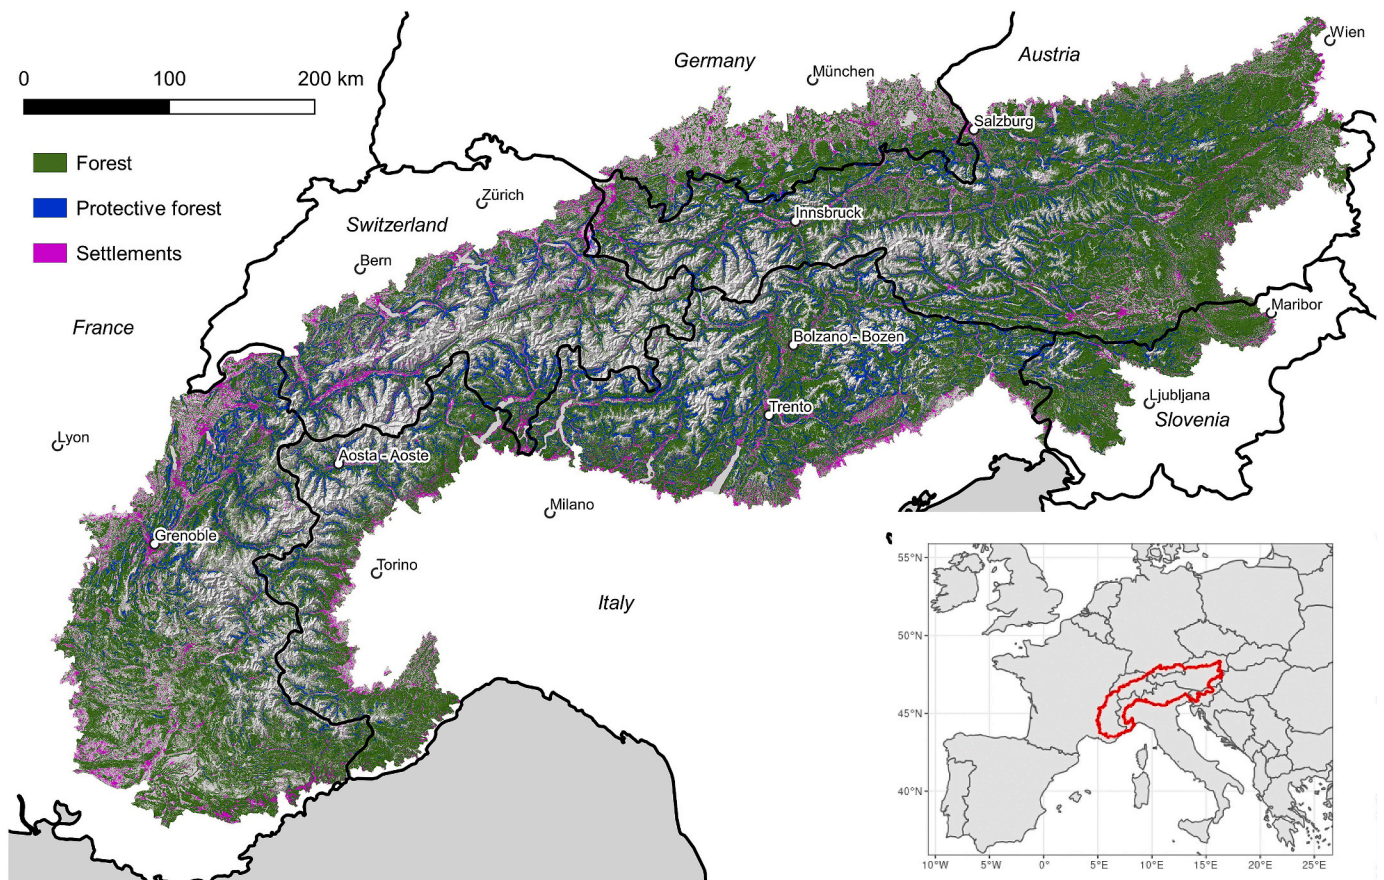 Wien
Germany
Austria
München
0 100 200 km
Salzburg
Forest
Zürich
Protective forest
Innsbruck
Switzerland
Settlements
Bern
Maribor
France
Bolzano - Bozen
Ljubljana
Trento
Slovenia
Lyon
Aosta - Aoste
Milano
Grenoble
Torino
Italy
55°N
50°N
45°N
40°N
10°W 5°W 0° 5°E 10°E 15°E 20°E 25°E